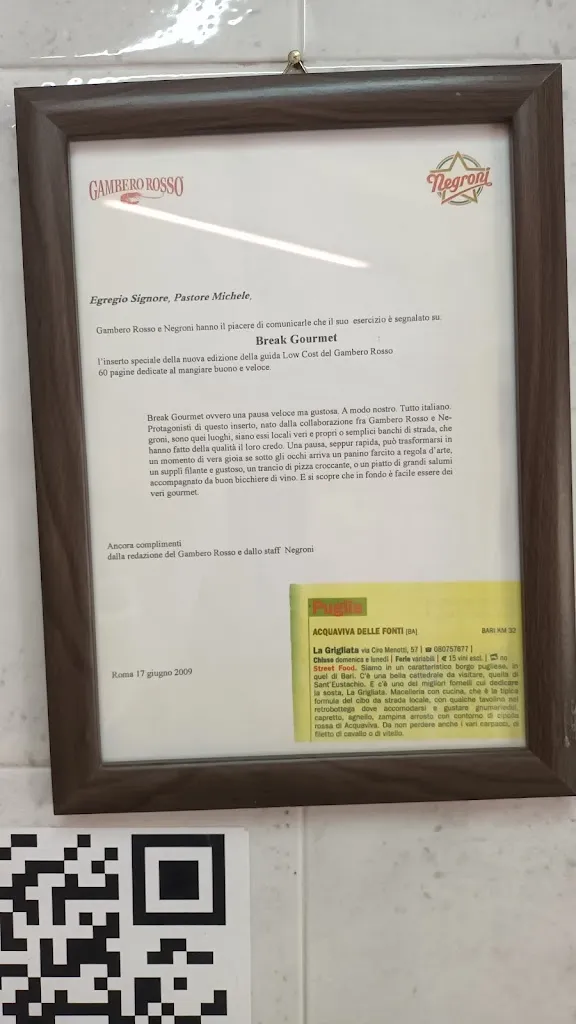 GAMBERO ROSSO
Negroni
Egregio Signore, Pastore Michele,
Gambero Rosso e Negroni hanno il piacere di comunicarle che il suo esercizio è segnalato su:
Break Gourmet
l'inserto speciale della nuova edizione della guida Low Cost del Gambero Rosso
60 pagine dedicate al mangiare buono e veloce.
Break Gourmet ovvero una pausa veloce ma gustosa. A modo nostro. Tutto italiano.
Protagonisti di questo inserto, nato dalla collaborazione fra Gambero Rosso e Ne-
groni, sono quei luoghi, siano essi locali veri e propri o semplici banchi di strada, che
hanno fatto della qualità il loro credo. Una pausa, seppur rapida, può trasformarsi in
un momento di vera gioia se sotto gli occhi arriva un panino farcito a regola d'arte,
un supplì filante e gustoso, un trancio di pizza croccante, o un piatto di grandi salumi
accompagnato da buon bicchiere di vino. E si scopre che in fondo è facile essere dei
veri gourmet.
Ancora complimenti
dalla redazione del Gambero Rosso e dallo staff Negroni
Roma 17 giugno 2009
Puglia
ACQUAVIVA DELLE FONTI [BA] BARI KM 32
La Grigliata via Ciro Menotti, 57 | ☎ 080757877 |
Chiuso domenica e lunedì | Ferie variabili | 15 vini escl. | no
Street Food. Siamo in un caratteristico borgo pugliese, in
quel di Bari. C'è una bella cattedrale da visitare, quella di
Sant'Eustachio. E c'è uno dei migliori fornelli cui dedicare
la sosta, La Grigliata. Macelleria con cucina, che è la tipica
formula del cibo da strada locale, con qualche tavolino nel
retrobottega dove accomodarsi e gustare gnumeriedd,
capretto, agnello, zampina arrosto con contorno di cipolla
rossa di Acquaviva. Da non perdere anche i vari carpacci, di
filetto di cavallo o di vitello.